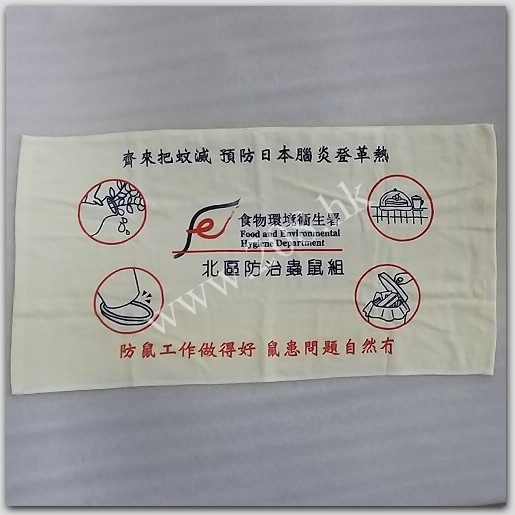 齊來把蚊滅 預防日本腦炎登革熱
食物環境衞生署
Food and Environmental
Hygiene Department
北區防治蟲鼠組
防鼠工作做得好 鼠患問題自然冇